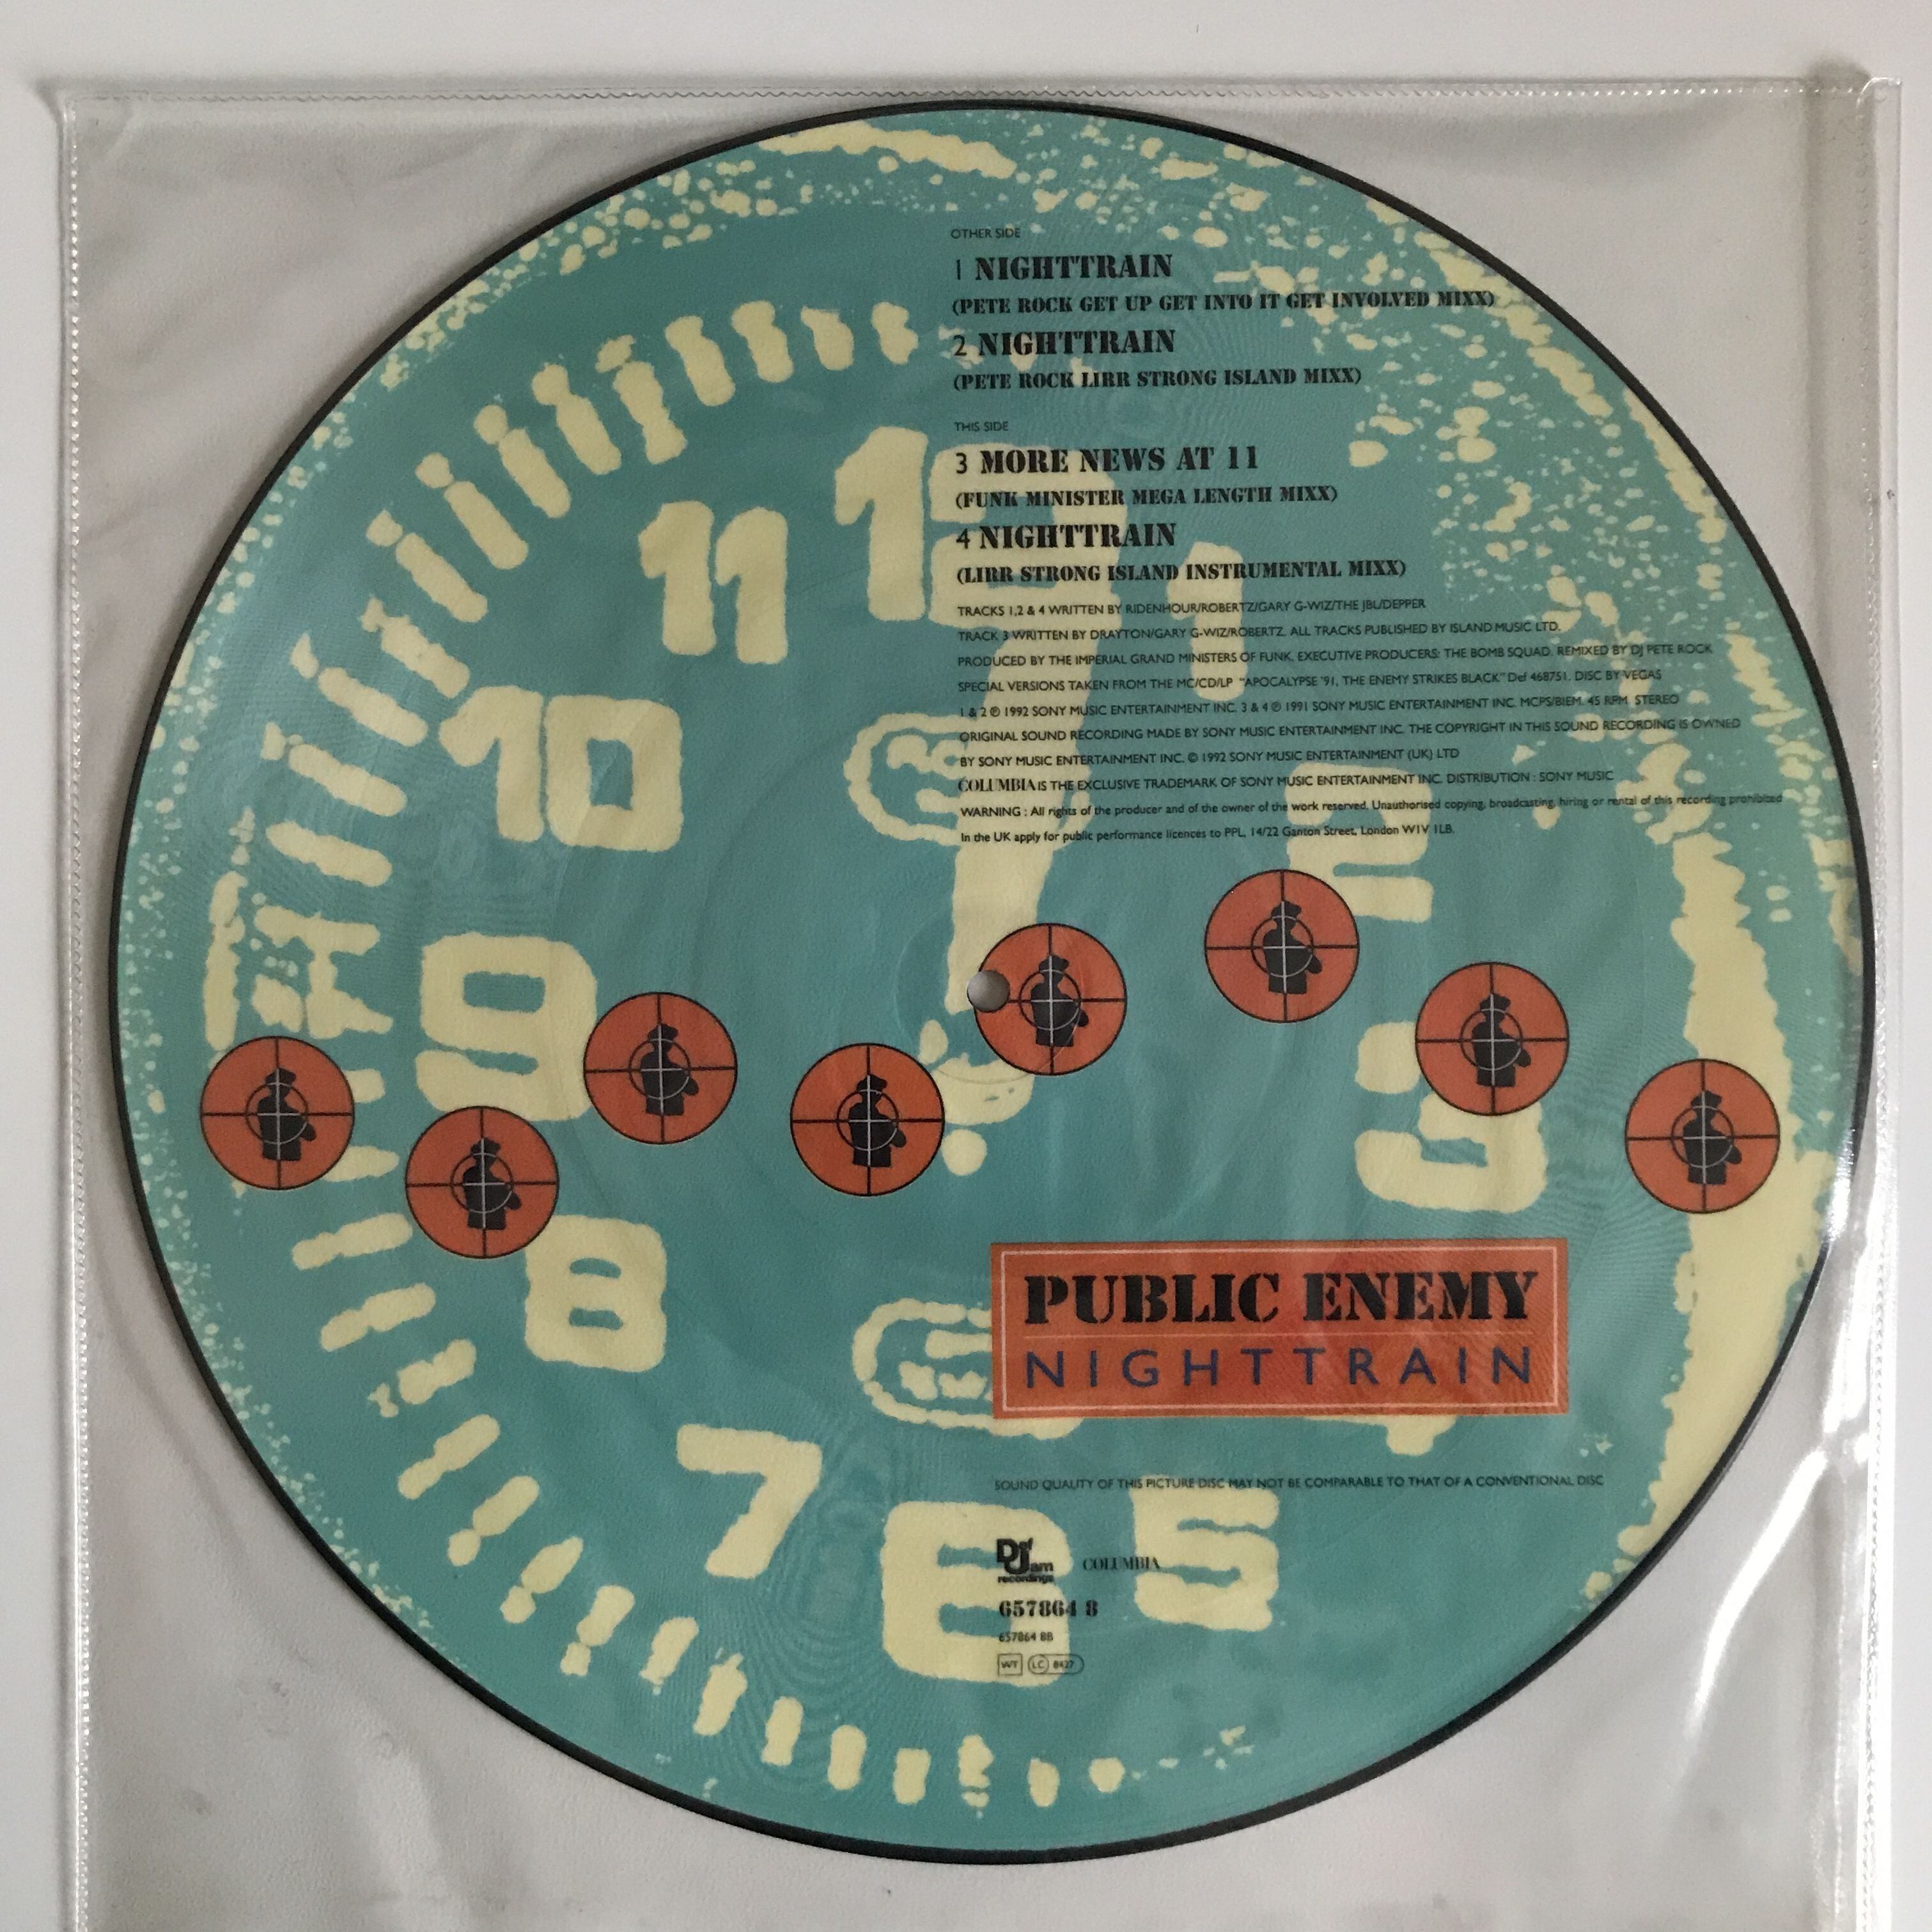 OTHER SIDE
1 NIGHTTRAIN
(PETE ROCK GET UP GET INTO IT GET INVOLVED MIXX)
2 NIGHTTRAIN
(PETE ROCK LIRR STRONG ISLAND MIXX)
THIS SIDE
3 MORE NEWS AT 11
(FUNK MINISTER MEGA LENGTH MIXX)
4 NIGHTTRAIN
(LIRR STRONG ISLAND INSTRUMENTAL MIXX)
TRACKS 1,2 & 4 WRITTEN BY RIDENHOUR/ROBERTZ/GARY G-WIZ/THE JBL/DEPPER
TRACK 3 WRITTEN BY DRAYTON/GARY G-WIZ/ROBERTZ. ALL TRACKS PUBLISHED BY ISLAND MUSIC LTD.
PRODUCED BY THE IMPERIAL GRAND MINISTERS OF FUNK. EXECUTIVE PRODUCERS: THE BOMB SQUAD. REMIXED BY DJ PETE ROCK
SPECIAL VERSIONS TAKEN FROM THE MC/CD/LP "APOCALYPSE '91, THE ENEMY STRIKES BLACK" Def 468751. DISC BY VEGAS
1 & 2 ℗ 1992 SONY MUSIC ENTERTAINMENT INC. 3 & 4 ℗ 1991 SONY MUSIC ENTERTAINMENT INC. MCPS/BIEM. 45 RPM STEREO
ORIGINAL SOUND RECORDING MADE BY SONY MUSIC ENTERTAINMENT INC. THE COPYRIGHT IN THIS SOUND RECORDING IS OWNED
BY SONY MUSIC ENTERTAINMENT INC. © 1992 SONY MUSIC ENTERTAINMENT (UK) LTD
COLUMBIA IS THE EXCLUSIVE TRADEMARK OF SONY MUSIC ENTERTAINMENT INC. DISTRIBUTION : SONY MUSIC
WARNING : All rights of the producer and of the owner of the work reserved. Unauthorised copying, broadcasting, hiring or rental of this recording prohibited
In the UK apply for public performance licences to PPL, 14/22 Ganton Street, London W1V 1LB.
12
11
1
10
2
9
3
8
PUBLIC ENEMY
NIGHTTRAIN
7
SOUND QUALITY OF THIS PICTURE DISC MAY NOT BE COMPARABLE TO THAT OF A CONVENTIONAL DISC
6
5
Def Jam recordings COLUMBIA
657864 8
657864 8B
WT LC 8427